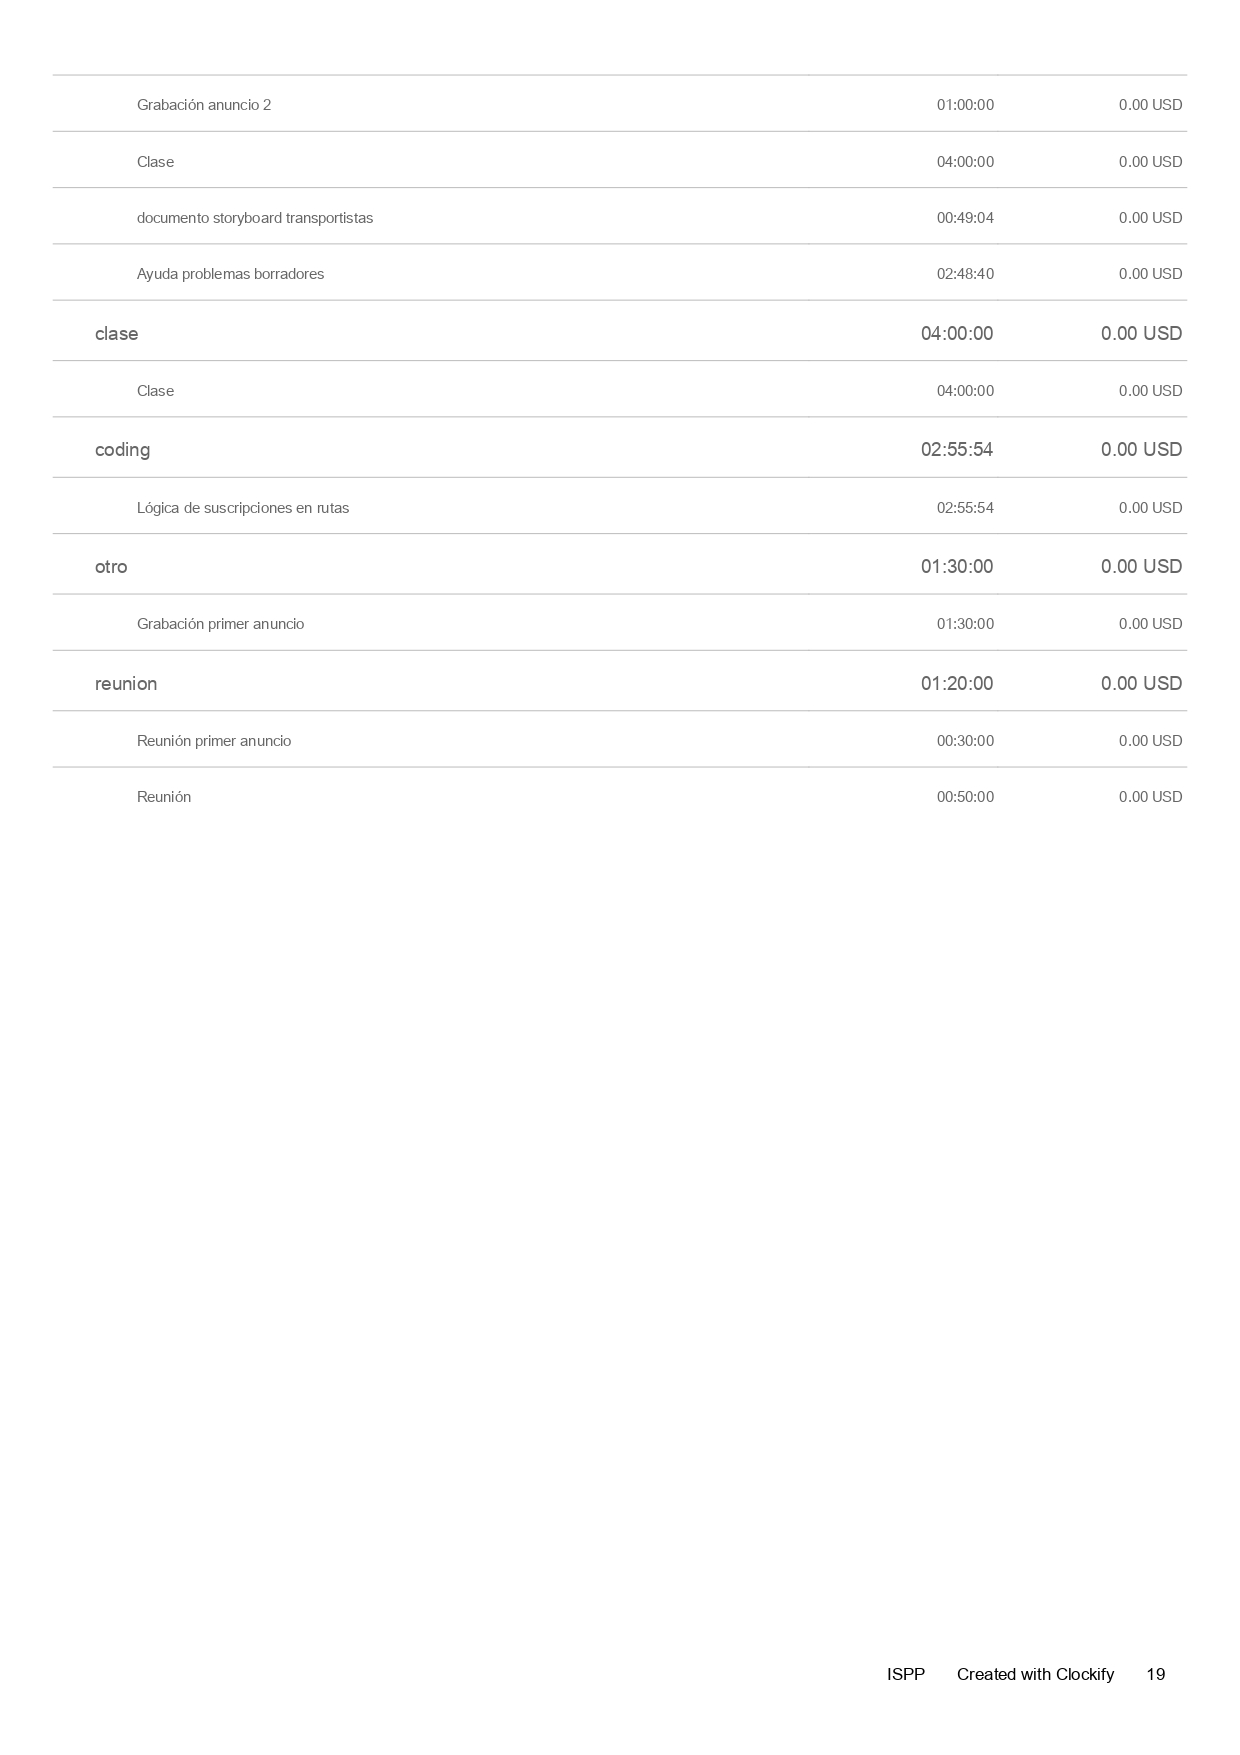 Grabación anuncio 2 01:00:00 0.00 USD
Clase 04:00:00 0.00 USD
documento storyboard transportistas 00:49:04 0.00 USD
Ayuda problemas borradores 02:48:40 0.00 USD
clase 04:00:00 0.00 USD
Clase 04:00:00 0.00 USD
coding 02:55:54 0.00 USD
Lógica de suscripciones en rutas 02:55:54 0.00 USD
otro 01:30:00 0.00 USD
Grabación primer anuncio 01:30:00 0.00 USD
reunion 01:20:00 0.00 USD
Reunión primer anuncio 00:30:00 0.00 USD
Reunión 00:50:00 0.00 USD
ISPP Created with Clockify 19